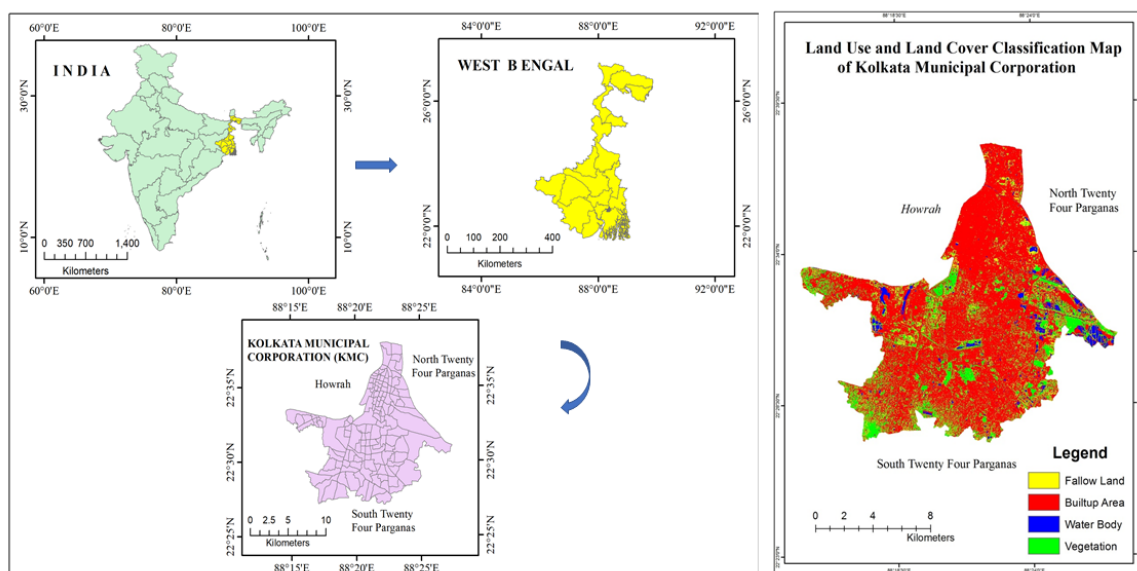 60°0'E 80°0'E 100°0'E
I N D I A
30°0'N 30°0'N
10°0'N 10°0'N
0 350 700 1,400
Kilometers
60°0'E 80°0'E 100°0'E
84°0'0"E 88°0'0"E 92°0'0"E
WEST B ENGAL
26°0'0"N 26°0'0"N
22°0'0"N 22°0'0"N
0 100 200 300 400
Kilometers
84°0'0"E 88°0'0"E 92°0'0"E
88°15'E 88°20'E 88°25'E
KOLKATA MUNICIPAL
CORPORATION (KMC)
North Twenty
Four Parganas
Howrah
22°35'N 22°35'N
22°30'N 22°30'N
22°25'N 22°25'N
South Twenty
Four Parganas
0 2.5 5 10
Kilometers
88°15'E 88°20'E 88°25'E
Land Use and Land Cover Classification Map
of Kolkata Municipal Corporation
North Twenty
Four Parganas
Howrah
South Twenty Four Parganas
Legend
Fallow Land
Builtup Area
Water Body
Vegetation
0 2 4 6 8
Kilometers